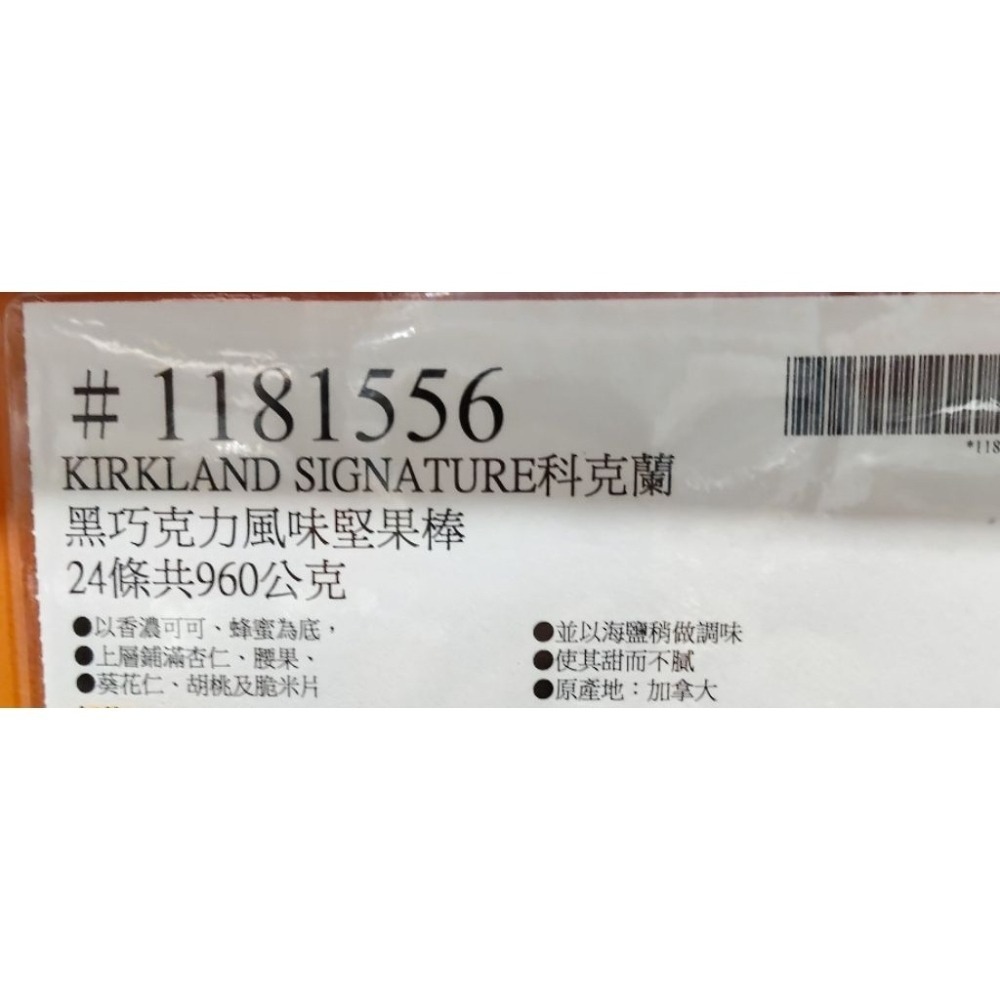 #1181556
*118
KIRKLAND SIGNATURE科克蘭
黑巧克力風味堅果棒
24條共960公克
●以香濃可可、蜂蜜為底，
●上層鋪滿杏仁、腰果、
●葵花仁、胡桃及脆米片
●並以海鹽稍做調味
●使其甜而不膩
●原產地：加拿大